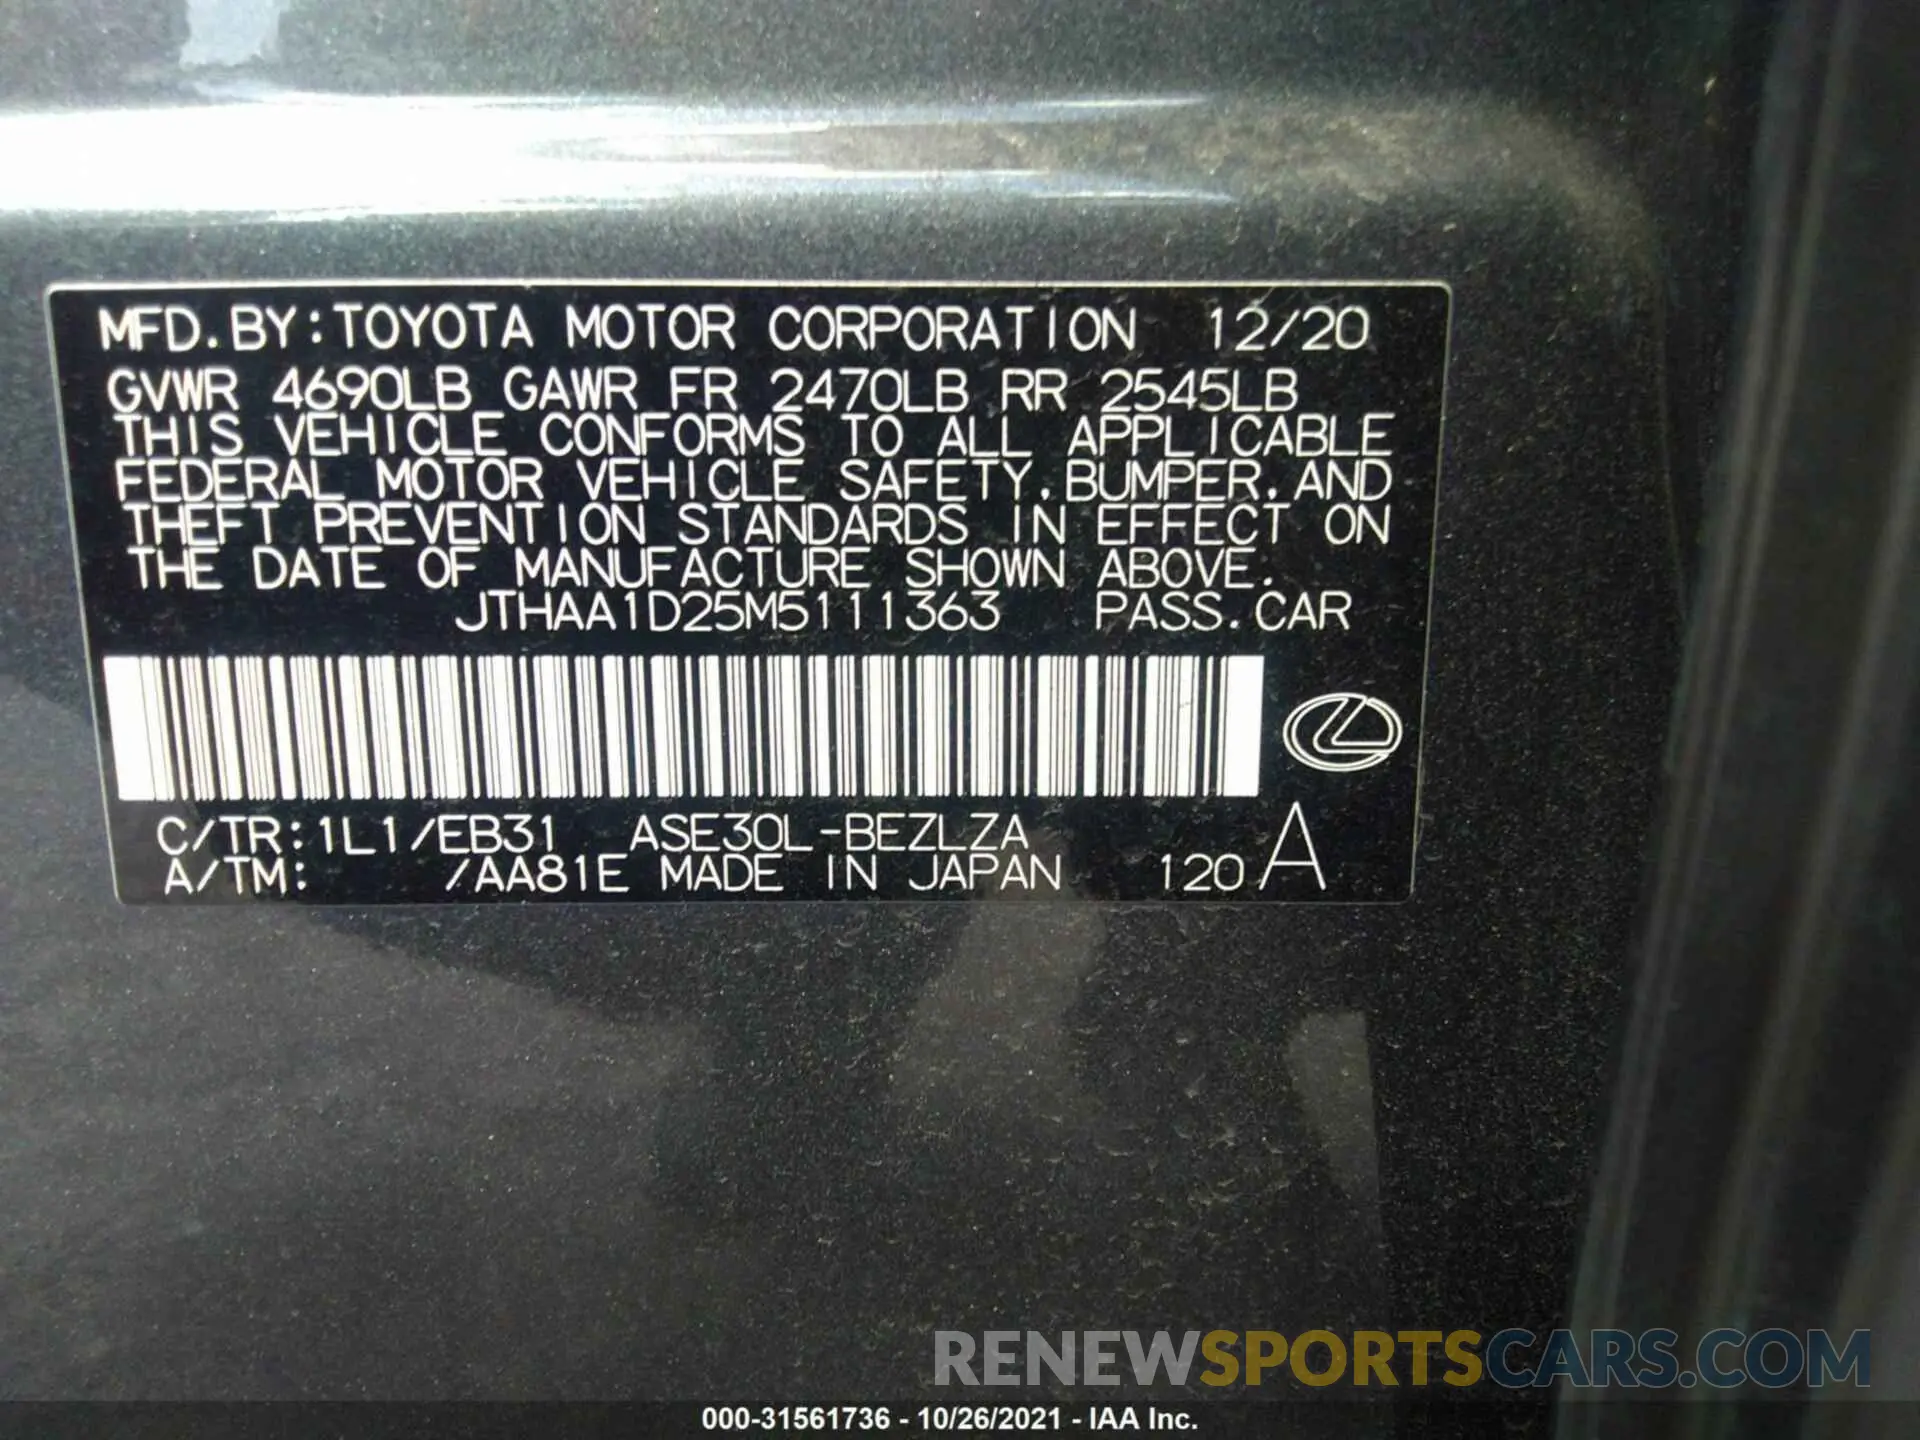 MFD.BY:TOYOTA MOTOR CORPORATION 12/20
GVWR 4690LB GAWR FR 2470LB RR 2545LB
THIS VEHICLE CONFORMS TO ALL APPLICABLE
FEDERAL MOTOR VEHICLE SAFETY,BUMPER,AND
THEFT PREVENTION STANDARDS IN EFFECT ON
THE DATE OF MANUFACTURE SHOWN ABOVE.
JTHAA1D25M5111363 PASS.CAR
C/TR:1L1/EB31 ASE30L-BEZLZA
A/TM: /AA81E MADE IN JAPAN 120 A
RENEWSPORTSCARS.COM
000-31561736 - 10/26/2021 - IAA Inc.